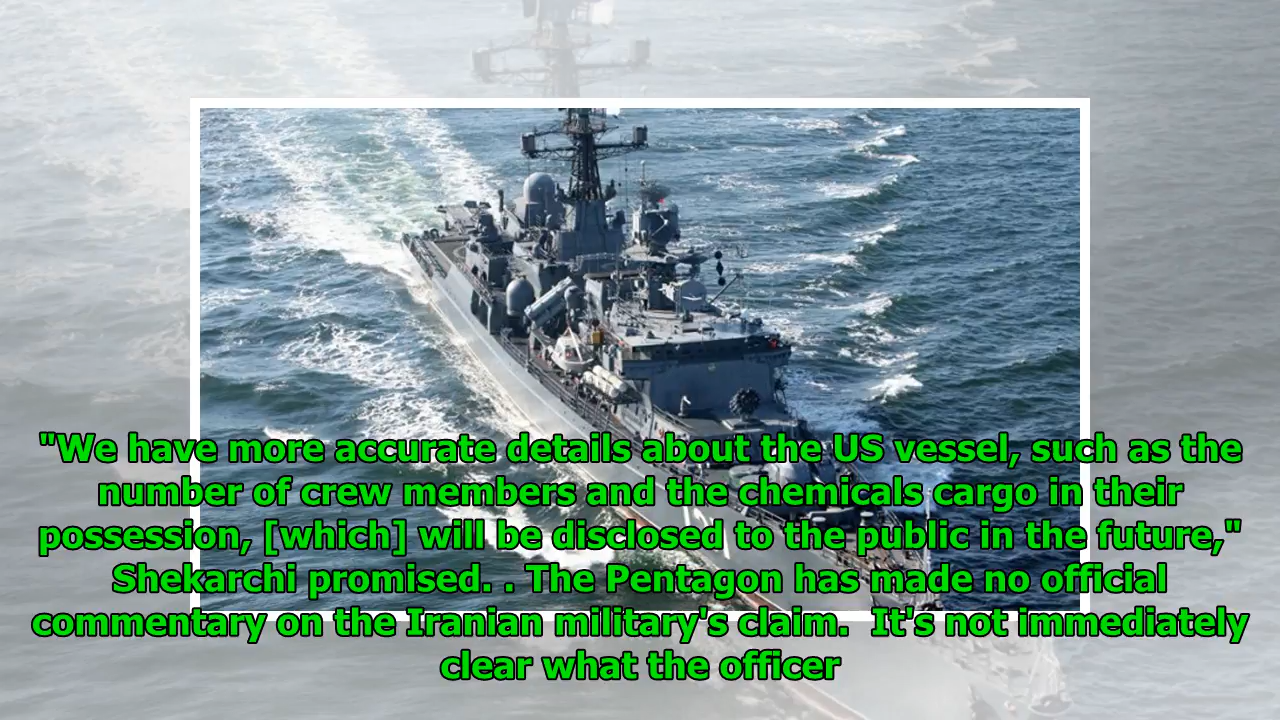 "We have more accurate details about the US vessel, such as the
number of crew members and the chemicals cargo in their
possession, [which] will be disclosed to the public in the future,"
Shekarchi promised. . The Pentagon has made no official
commentary on the Iranian military's claim.  It's not immediately
clear what the officer